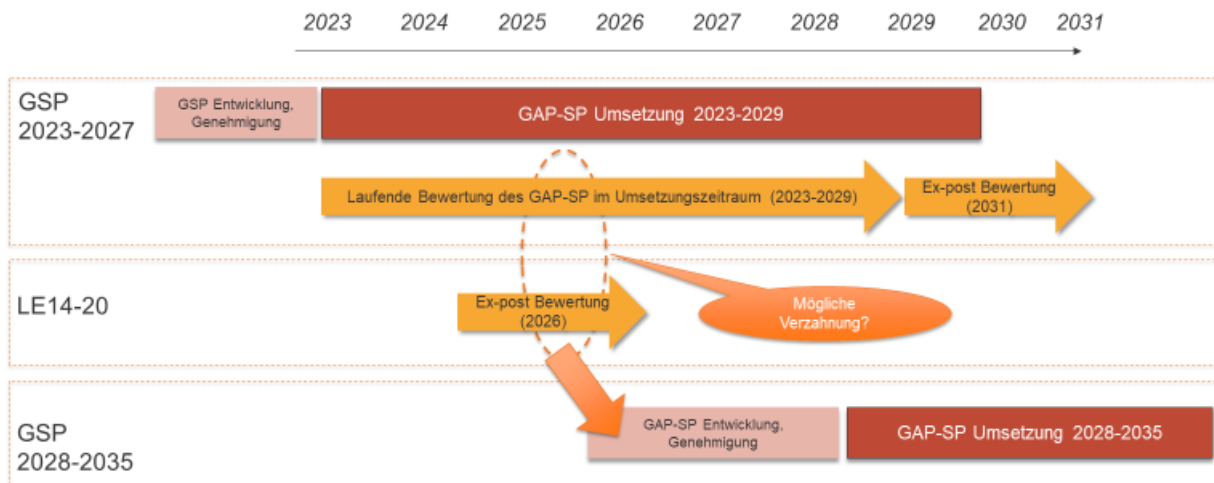 2023 2024 2025 2026 2027 2028 2029 2030 2031
GSP
2023-2027
GSP Entwicklung,
Genehmigung
GAP-SP Umsetzung 2023-2029
Laufende Bewertung des GAP-SP im Umsetzungszeitraum (2023-2029)
Ex-post Bewertung
(2031)
LE14-20
Ex-post Bewertung
(2026)
Mögliche
Verzahnung?
GSP
2028-2035
GAP-SP Entwicklung,
Genehmigung
GAP-SP Umsetzung 2028-2035